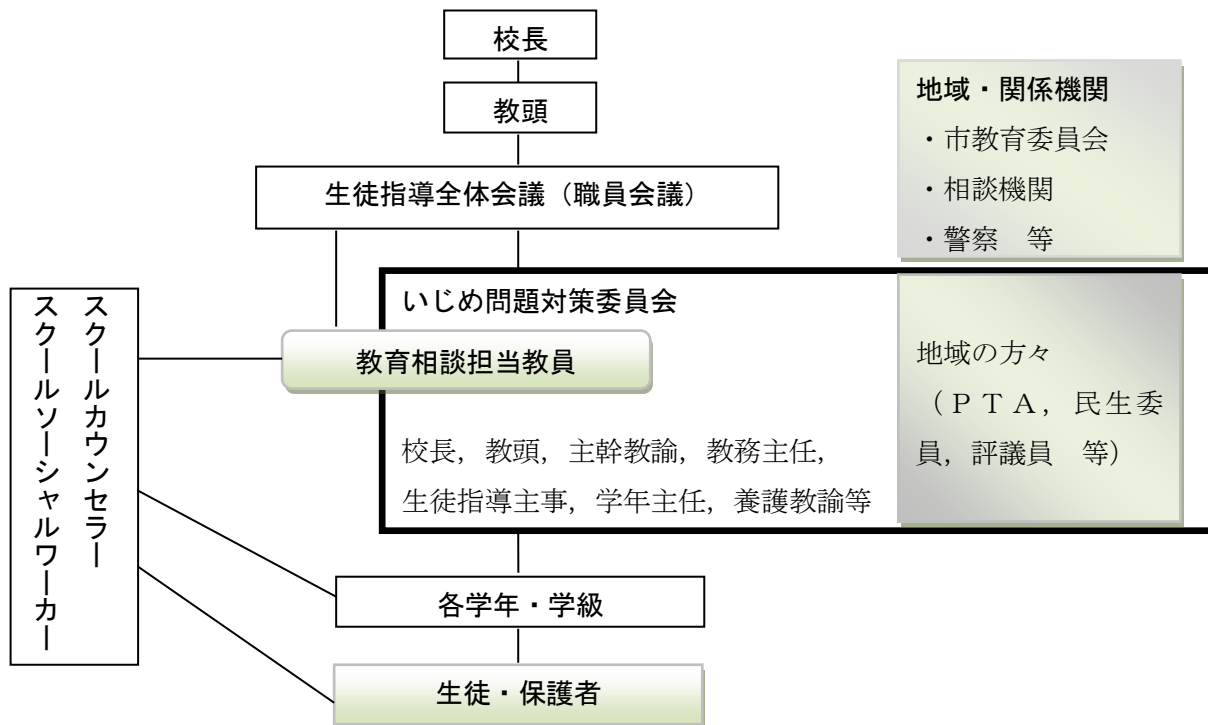 校長
教頭
生徒指導全体会議（職員会議）
地域・関係機関
・市教育委員会
・相談機関
・警察　等
スクールカウンセラー
スクールソーシャルワーカー
いじめ問題対策委員会
教育相談担当教員
校長，教頭，主幹教諭，教務主任，
生徒指導主事，学年主任，養護教諭等
地域の方々
（ＰＴＡ，民生委
員，評議員　等）
各学年・学級
生徒・保護者